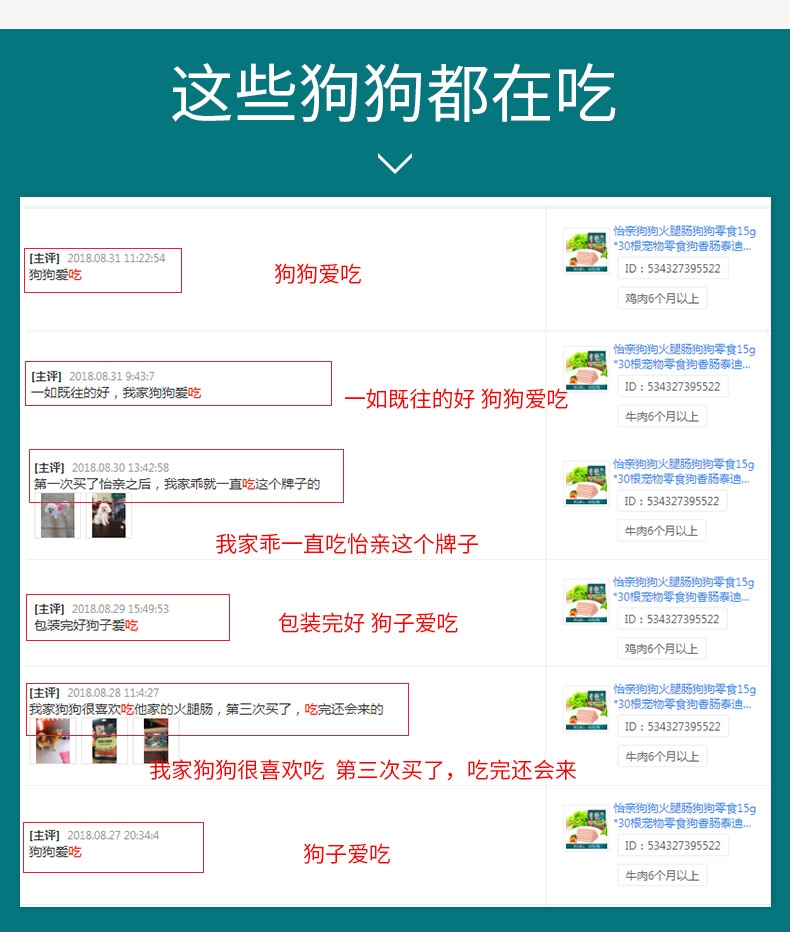 这些狗狗都在吃
[主评] 2018.08.31 11:22:54
狗狗爱吃
狗狗爱吃
怡亲狗狗火腿肠狗狗零食15g
*30根宠物零食狗香肠泰迪...
ID：534327395522
鸡肉6个月以上
[主评] 2018.08.31 9:43:7
一如既往的好，我家狗狗爱吃
一如既往的好 狗狗爱吃
怡亲狗狗火腿肠狗狗零食15g
*30根宠物零食狗香肠泰迪...
ID：534327395522
牛肉6个月以上
[主评] 2018.08.30 13:42:58
第一次买了怡亲之后，我家乖就一直吃这个牌子的
我家乖一直吃怡亲这个牌子
怡亲狗狗火腿肠狗狗零食15g
*30根宠物零食狗香肠泰迪...
ID：534327395522
牛肉6个月以上
[主评] 2018.08.29 15:49:53
包装完好狗子爱吃
包装完好 狗子爱吃
怡亲狗狗火腿肠狗狗零食15g
*30根宠物零食狗香肠泰迪...
ID：534327395522
鸡肉6个月以上
[主评] 2018.08.28 11:4:27
我家狗狗很喜欢吃他家的火腿肠，第三次买了，吃完还会来的
我家狗狗很喜欢吃 第三次买了，吃完还会来
怡亲狗狗火腿肠狗狗零食15g
*30根宠物零食狗香肠泰迪...
ID：534327395522
牛肉6个月以上
[主评] 2018.08.27 20:34:4
狗狗爱吃
狗子爱吃
怡亲狗狗火腿肠狗狗零食15g
*30根宠物零食狗香肠泰迪...
ID：534327395522
牛肉6个月以上